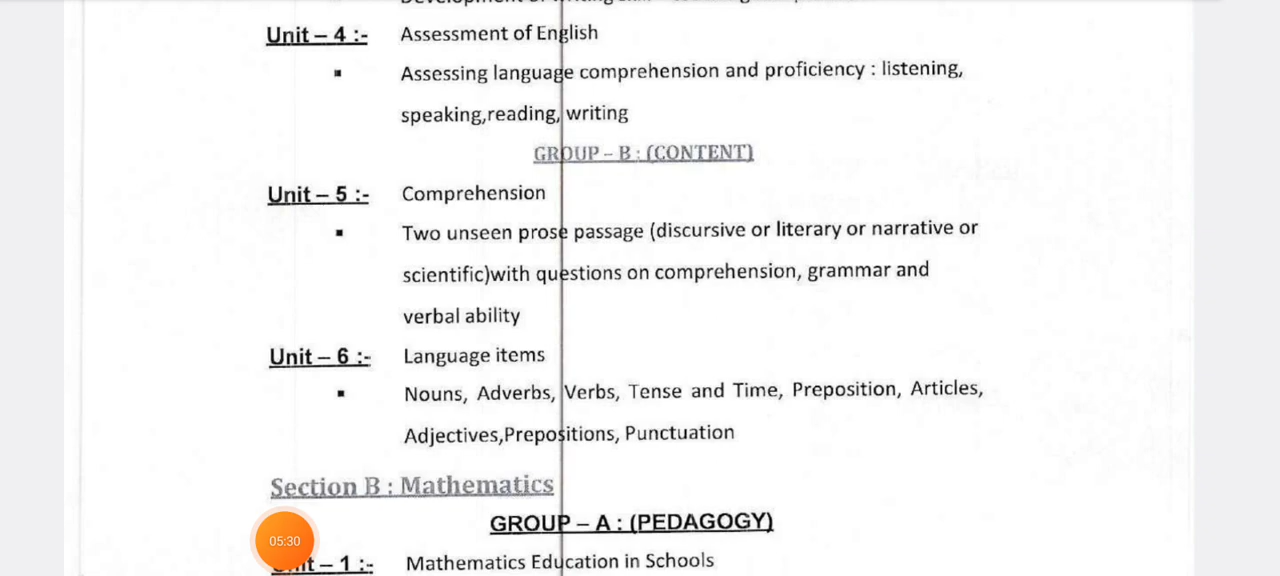 Unit – 4 :- Assessment of English
▪ Assessing language comprehension and proficiency : listening,
speaking,reading, writing
GROUP – B : (CONTENT)
Unit – 5 :- Comprehension
▪ Two unseen prose passage (discursive or literary or narrative or
scientific)with questions on comprehension, grammar and
verbal ability
Unit – 6 :- Language items
▪ Nouns, Adverbs, Verbs, Tense and Time, Preposition, Articles,
Adjectives,Prepositions, Punctuation
Section B : Mathematics
GROUP – A : (PEDAGOGY)
05:30
– 1 :- Mathematics Education in Schools